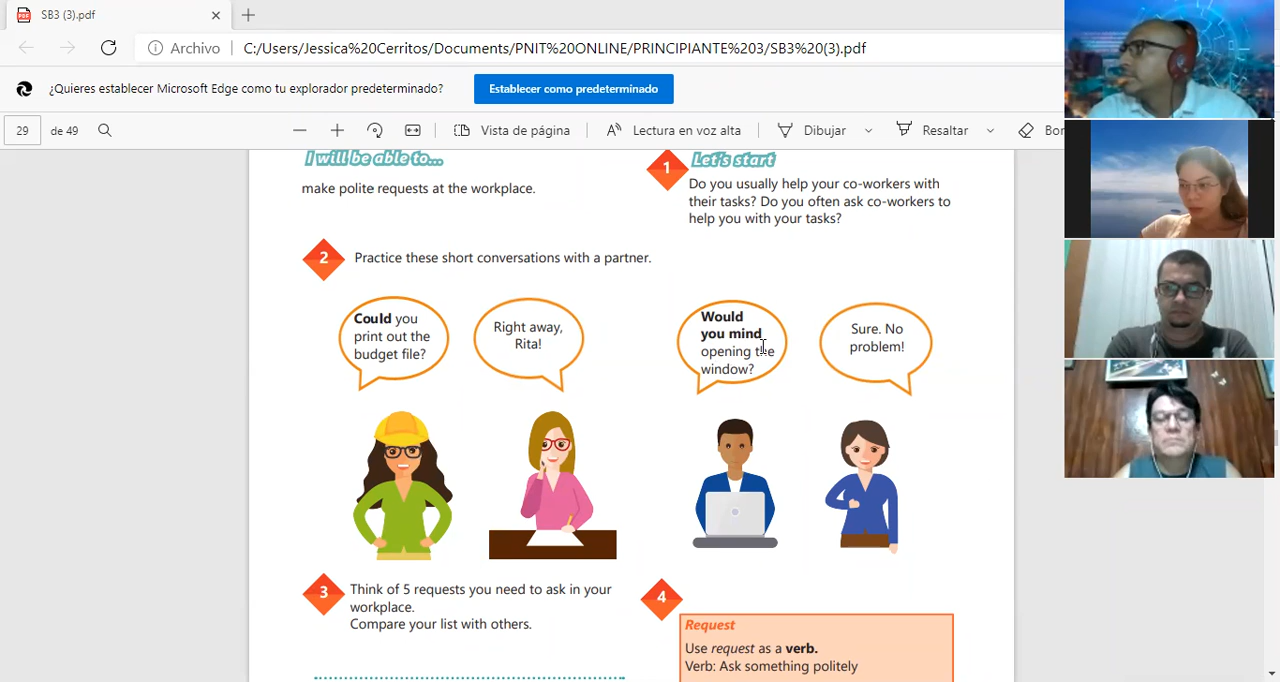 SB3 (3).pdf
Archivo
C:/Users/Jessica%20Cerritos/Documents/PNIT%20ONLINE/PRINCIPIANTE%203/SB3%20(3).pdf
¿Quieres establecer Microsoft Edge como tu explorador predeterminado?
Establecer como predeterminado
29 de 49
Vista de página
Lectura en voz alta
Dibujar
Resaltar
Bor
I will be able to...
make polite requests at the workplace.
1
Let's start
Do you usually help your co-workers with
their tasks? Do you often ask co-workers to
help you with your tasks?
2
Practice these short conversations with a partner.
Could you
print out the
budget file?
Right away,
Rita!
Would
you mind
opening the
window?
Sure. No
problem!
3
Think of 5 requests you need to ask in your
workplace.
Compare your list with others.
4
Request
Use request as a verb.
Verb: Ask something politely